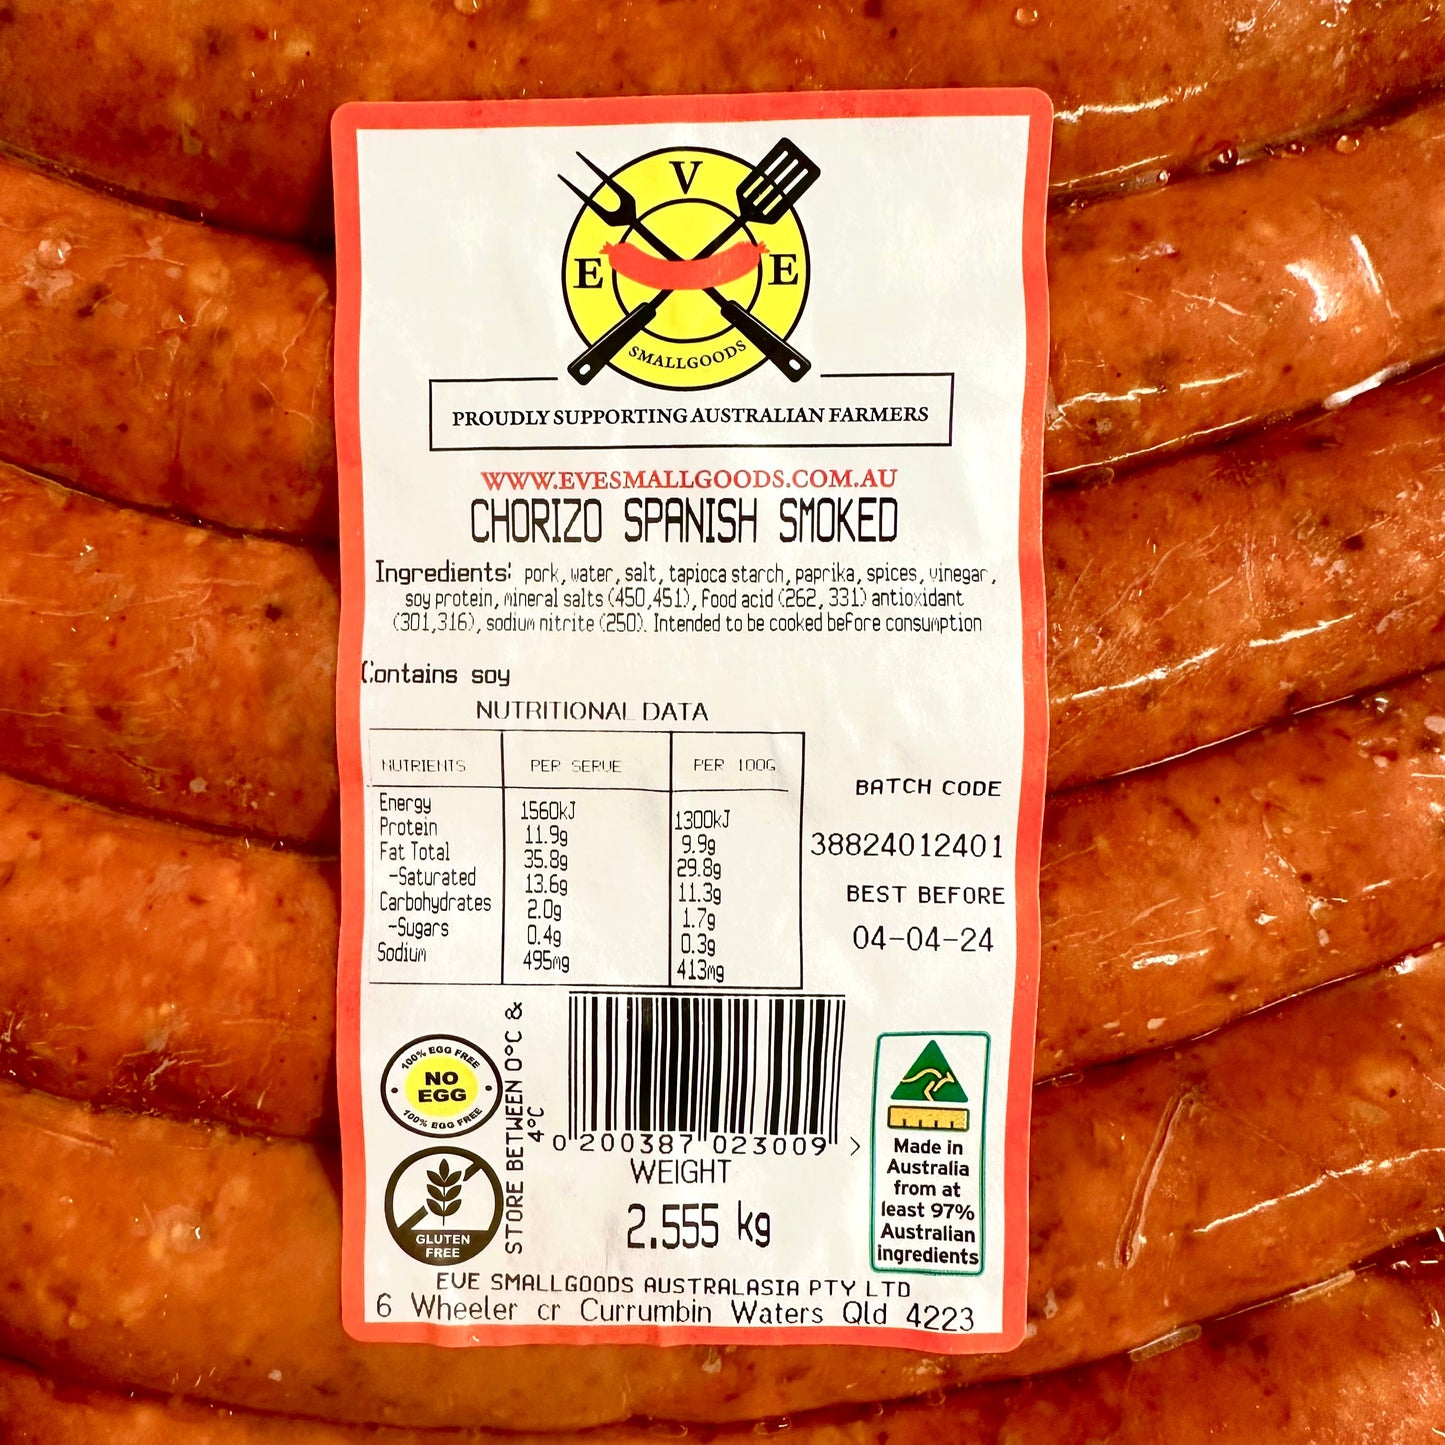 V
E E
SMALLGOODS
PROUDLY SUPPORTING AUSTRALIAN FARMERS
WWW.EVESMALLGOODS.COM.AU
CHORIZO SPANISH SMOKED
Ingredients: pork, water, salt, tapioca starch, paprika, spices, vinegar,
soy protein, mineral salts (450,451), Food acid (262, 331) antioxidant
(301,316), sodium nitrite (250). Intended to be cooked before consumption
Contains soy
NUTRITIONAL DATA
NUTRIENTS PER SERVE PER 100G
Energy 1560kJ 1300kJ
Protein 11.9g 9.9g
Fat Total 35.8g 29.8g
-Saturated 13.6g 11.3g
Carbohydrates 2.0g 1.7g
-Sugars 0.4g 0.3g
Sodium 495mg 413mg
BATCH CODE
38824012401
BEST BEFORE
04-04-24
100% EGG FREE
NO
EGG
100% EGG FREE
GLUTEN
FREE
STORE BETWEEN 0°C &
4°C
0 200387 023009 >
WEIGHT
2.555 kg
Made in
Australia
from at
least 97%
Australian
ingredients
EVE SMALLGOODS AUSTRALASIA PTY LTD
6 Wheeler cr Currumbin Waters Qld 4223